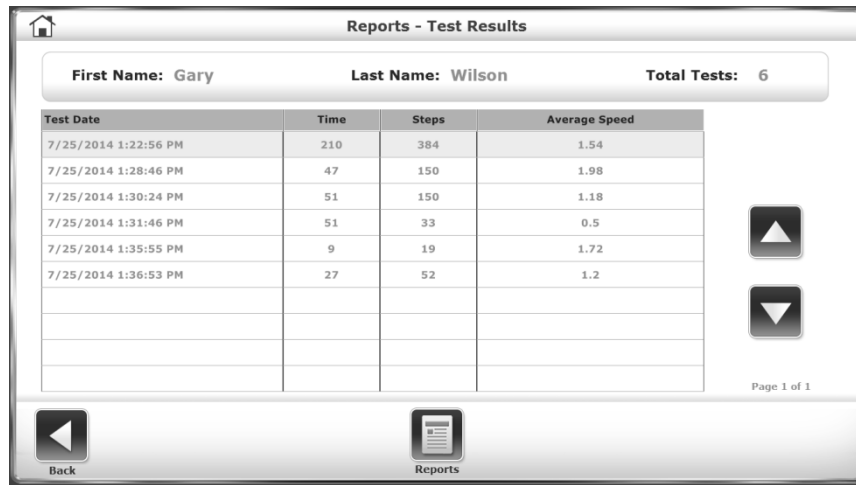 Reports - Test Results
First Name: Gary Last Name: Wilson Total Tests: 6
Test Date Time Steps Average Speed
7/25/2014 1:22:56 PM 210 384 1.54
7/25/2014 1:28:46 PM 47 150 1.98
7/25/2014 1:30:24 PM 51 150 1.18
7/25/2014 1:31:46 PM 51 33 0.5
7/25/2014 1:35:55 PM 9 19 1.72
7/25/2014 1:36:53 PM 27 52 1.2
Page 1 of 1
Back Reports